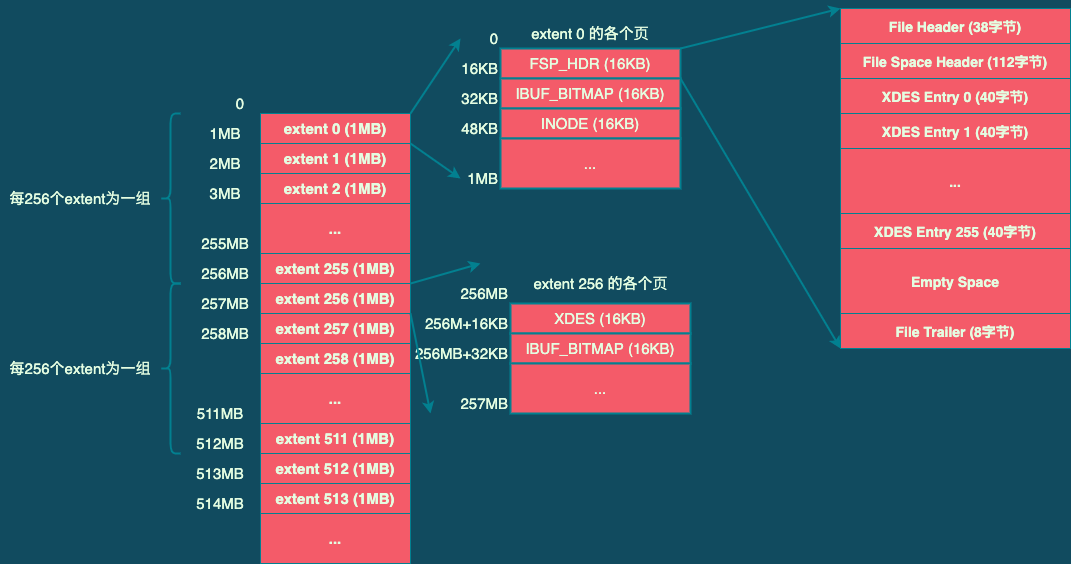 每256个extent为一组
每256个extent为一组
0
1MB
2MB
3MB
255MB
256MB
257MB
258MB
511MB
512MB
513MB
514MB
extent 0 (1MB)
extent 1 (1MB)
extent 2 (1MB)
...
extent 255 (1MB)
extent 256 (1MB)
extent 257 (1MB)
extent 258 (1MB)
...
extent 511 (1MB)
extent 512 (1MB)
extent 513 (1MB)
...
extent 0 的各个页
0
16KB
32KB
48KB
1MB
FSP_HDR (16KB)
IBUF_BITMAP (16KB)
INODE (16KB)
...
extent 256 的各个页
256MB
256M+16KB
256MB+32KB
257MB
XDES (16KB)
IBUF_BITMAP (16KB)
...
File Header (38字节)
File Space Header (112字节)
XDES Entry 0 (40字节)
XDES Entry 1 (40字节)
...
XDES Entry 255 (40字节)
Empty Space
File Trailer (8字节)